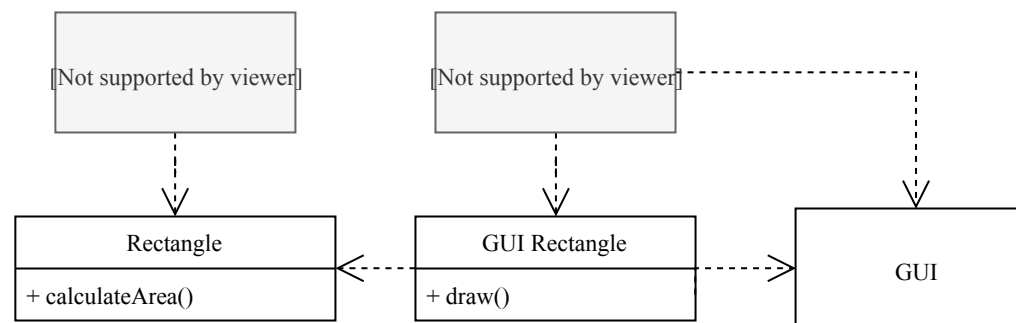 [Not supported by viewer]
[Not supported by viewer]
Rectangle
+ calculateArea()
GUI Rectangle
+ draw()
GUI